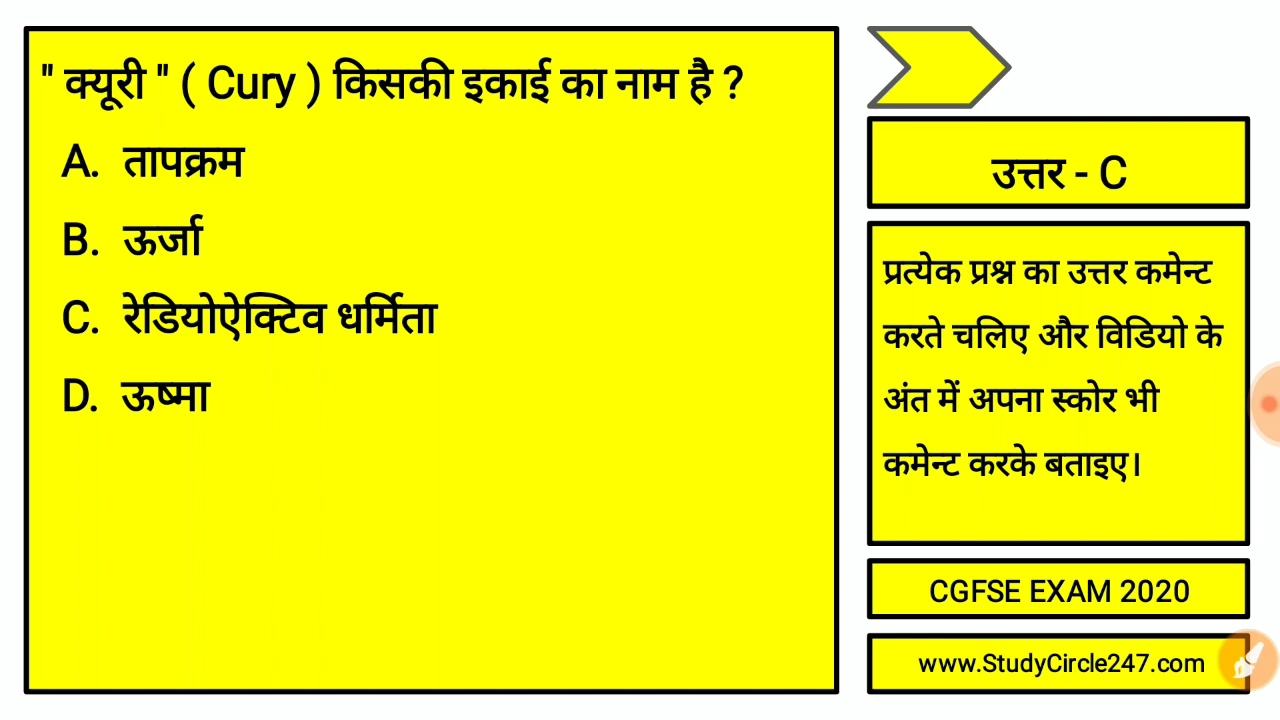 " क्यूरी " ( Cury ) किसकी इकाई का नाम है ?
A. तापक्रम
B. ऊर्जा
C. रेडियोऐक्टिव धर्मिता
D. ऊष्मा
उत्तर - C
प्रत्येक प्रश्न का उत्तर कमेन्ट
करते चलिए और विडियो के
अंत में अपना स्कोर भी
कमेन्ट करके बताइए।
CGFSE EXAM 2020
www.StudyCircle247.com